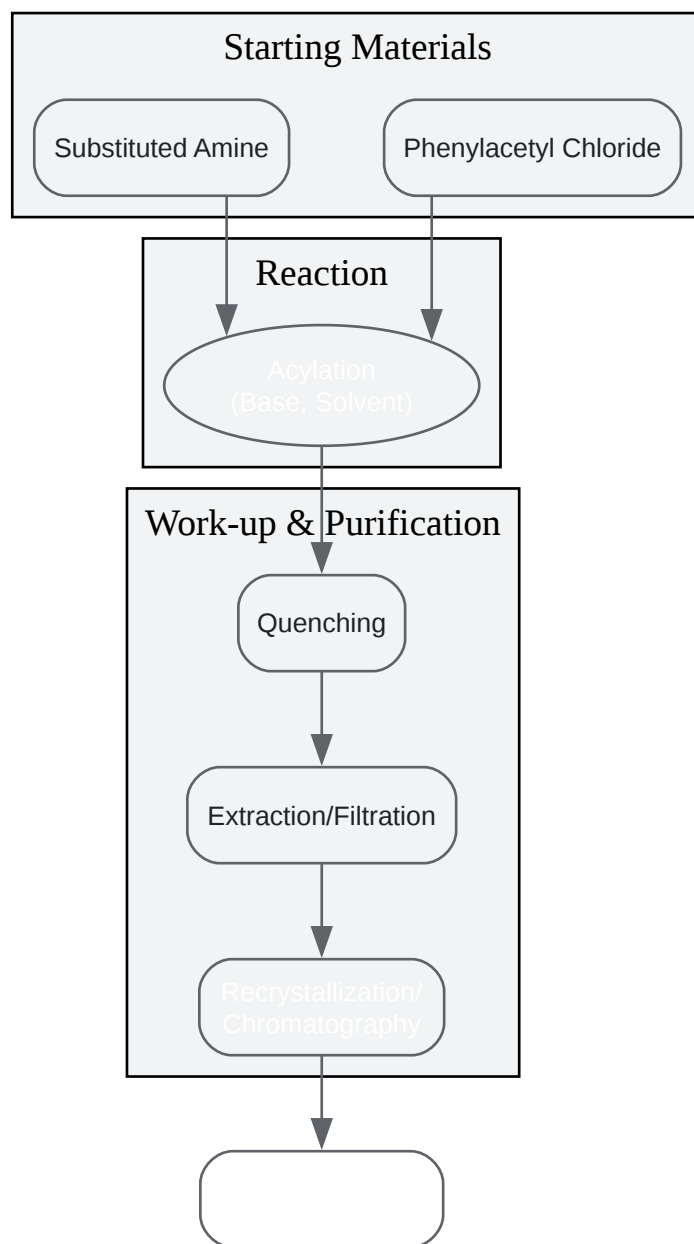 Starting Materials
Substituted Amine
Phenylacetyl Chloride
Reaction
Acylation
(Base, Solvent)
Work-up & Purification
Quenching
Extraction/Filtration
Recrystallization/
Chromatography